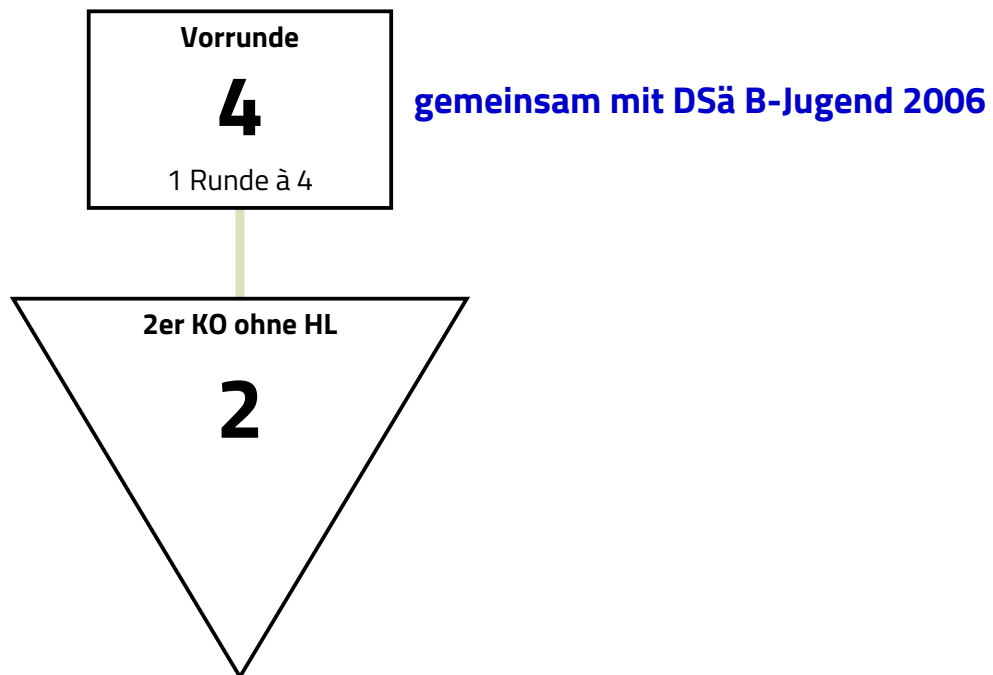 Vorrunde
4
gemeinsam mit DSä B-Jugend 2006
1 Runde à 4
2er KO ohne HL
2